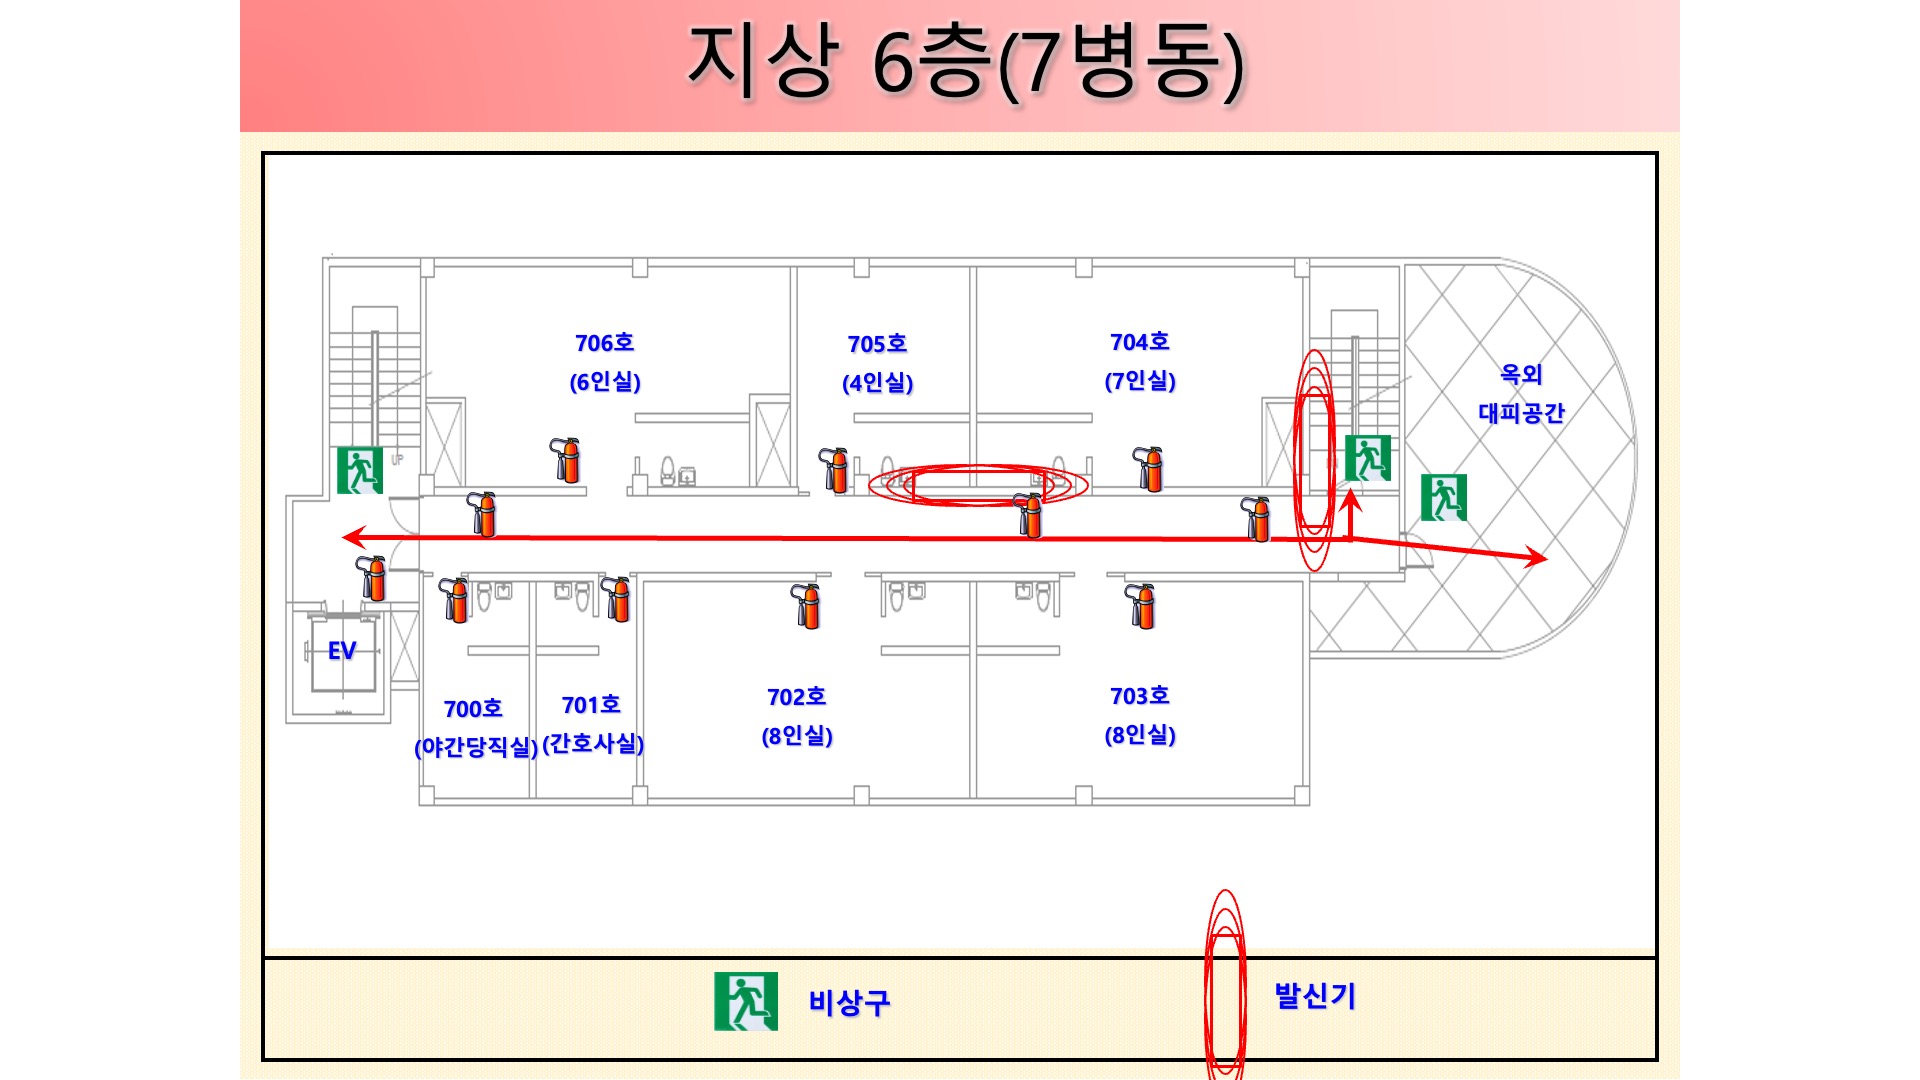 지상 6층(7병동)
706호
(6인실)
705호
(4인실)
704호
(7인실)
옥외
대피공간
UP
EV
700호
(야간당직실)
701호
(간호사실)
702호
(8인실)
703호
(8인실)
비상구
발신기